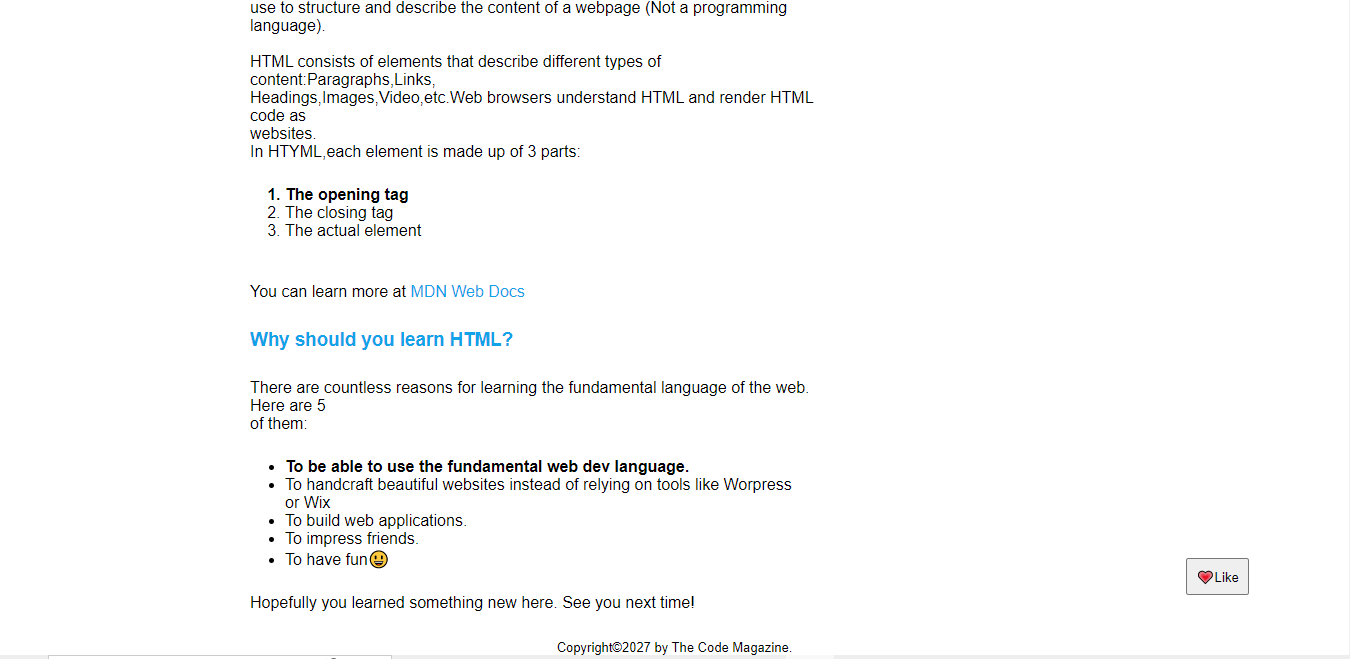 use to structure and describe the content of a webpage (Not a programming
language).
HTML consists of elements that describe different types of
content:Paragraphs,Links,
Headings,Images,Video,etc.Web browsers understand HTML and render HTML
code as
websites.
In HTYML,each element is made up of 3 parts:
1. The opening tag
2. The closing tag
3. The actual element
You can learn more at MDN Web Docs
Why should you learn HTML?
There are countless reasons for learning the fundamental language of the web.
Here are 5
of them:
• To be able to use the fundamental web dev language.
• To handcraft beautiful websites instead of relying on tools like Worpress
or Wix
• To build web applications.
• To impress friends.
• To have fun😃
❤️Like
Hopefully you learned something new here. See you next time!
Copyright©2027 by The Code Magazine.